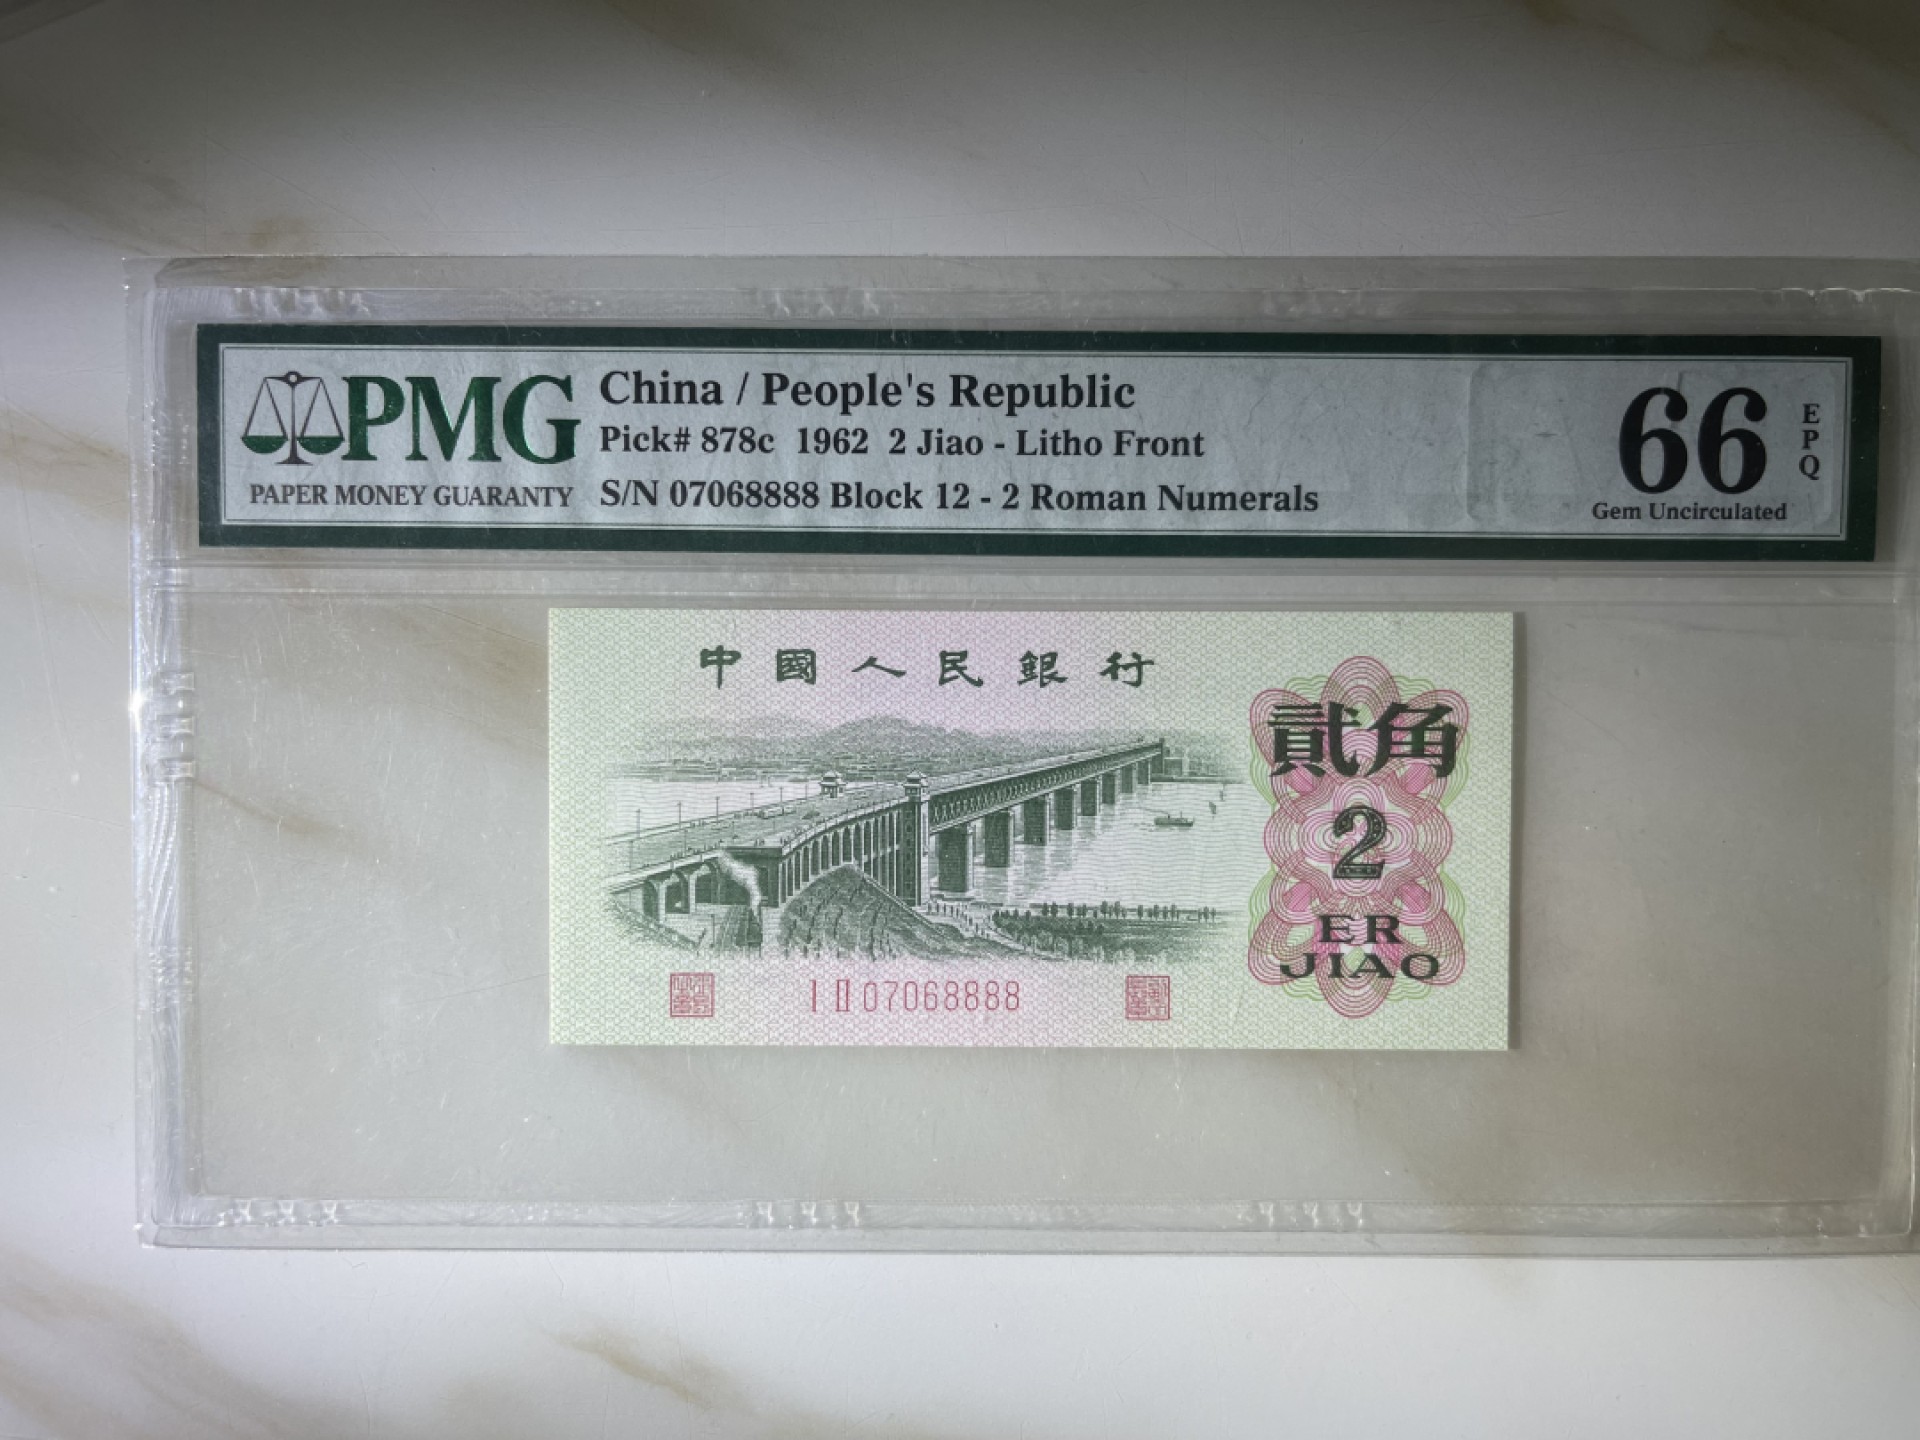 PMG
PAPER MONEY GUARANTY
China / People's Republic
Pick# 878c 1962 2 Jiao - Litho Front
S/N 07068888 Block 12 - 2 Roman Numerals
66
EPQ
Gem Uncirculated
中國人民銀行
貳角
2
ER
JIAO
I II 07068888